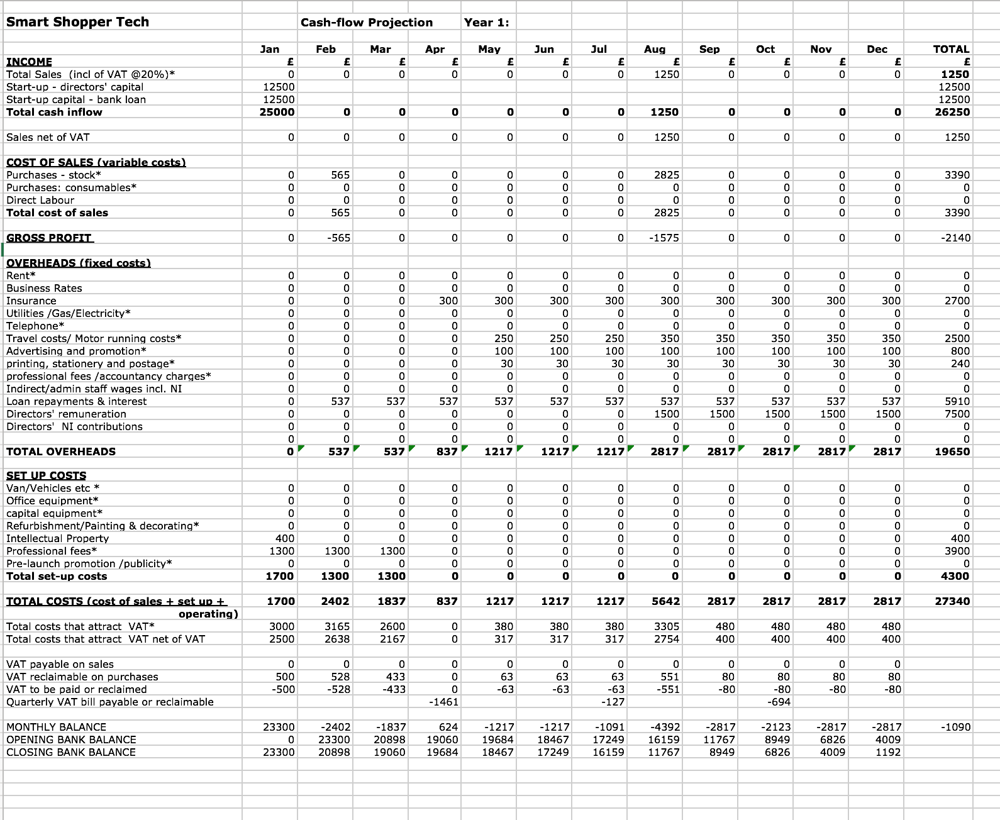 Smart Shopper Tech Cash-flow Projection Year 1:
Jan Feb Mar Apr May Jun Jul Aug Sep Oct Nov Dec TOTAL
INCOME £ £ £ £ £ £ £ £ £ £ £ £ £
Total Sales (incl of VAT @20%)* 0 0 0 0 0 0 0 1250 0 0 0 0 1250
Start-up - directors' capital 12500 12500
Start-up capital - bank loan 12500 12500
Total cash inflow 25000 0 0 0 0 0 0 1250 0 0 0 0 26250
Sales net of VAT 0 0 0 0 0 0 0 1250 0 0 0 0 1250
COST OF SALES (variable costs)
Purchases - stock* 0 565 0 0 0 0 0 2825 0 0 0 0 3390
Purchases: consumables* 0 0 0 0 0 0 0 0 0 0 0 0 0
Direct Labour 0 0 0 0 0 0 0 0 0 0 0 0 0
Total cost of sales 0 565 0 0 0 0 0 2825 0 0 0 0 3390
GROSS PROFIT 0 -565 0 0 0 0 0 -1575 0 0 0 0 -2140
OVERHEADS (fixed costs)
Rent* 0 0 0 0 0 0 0 0 0 0 0 0 0
Business Rates 0 0 0 0 0 0 0 0 0 0 0 0 0
Insurance 0 0 0 300 300 300 300 300 300 300 300 300 2700
Utilities /Gas/Electricity* 0 0 0 0 0 0 0 0 0 0 0 0 0
Telephone* 0 0 0 0 0 0 0 0 0 0 0 0 0
Travel costs/ Motor running costs* 0 0 0 0 250 250 250 350 350 350 350 350 2500
Advertising and promotion* 0 0 0 0 100 100 100 100 100 100 100 100 800
printing, stationery and postage* 0 0 0 0 30 30 30 30 30 30 30 30 240
professional fees /accountancy charges* 0 0 0 0 0 0 0 0 0 0 0 0 0
Indirect/admin staff wages incl. NI 0 0 0 0 0 0 0 0 0 0 0 0 0
Loan repayments & interest 0 537 537 537 537 537 537 537 537 537 537 537 5910
Directors' remuneration 0 0 0 0 0 0 0 1500 1500 1500 1500 1500 7500
Directors' NI contributions 0 0 0 0 0 0 0 0 0 0 0 0 0
0 0 0 0 0 0 0 0 0 0 0 0 0
TOTAL OVERHEADS 0 537 537 837 1217 1217 1217 2817 2817 2817 2817 2817 19650
SET UP COSTS
Van/Vehicles etc * 0 0 0 0 0 0 0 0 0 0 0 0 0
Office equipment* 0 0 0 0 0 0 0 0 0 0 0 0 0
capital equipment* 0 0 0 0 0 0 0 0 0 0 0 0 0
Refurbishment/Painting & decorating* 0 0 0 0 0 0 0 0 0 0 0 0 0
Intellectual Property 400 0 0 0 0 0 0 0 0 0 0 0 400
Professional fees* 1300 1300 1300 0 0 0 0 0 0 0 0 0 3900
Pre-launch promotion /publicity* 0 0 0 0 0 0 0 0 0 0 0 0 0
Total set-up costs 1700 1300 1300 0 0 0 0 0 0 0 0 0 4300
TOTAL COSTS (cost of sales + set up + 1700 2402 1837 837 1217 1217 1217 5642 2817 2817 2817 2817 27340
operating)
Total costs that attract VAT* 3000 3165 2600 0 380 380 380 3305 480 480 480 480
Total costs that attract VAT net of VAT 2500 2638 2167 0 317 317 317 2754 400 400 400 400
VAT payable on sales 0 0 0 0 0 0 0 0 0 0 0 0
VAT reclaimable on purchases 500 528 433 0 63 63 63 551 80 80 80 80
VAT to be paid or reclaimed -500 -528 -433 0 -63 -63 -63 -551 -80 -80 -80 -80
Quarterly VAT bill payable or reclaimable -1461 -127 -694
MONTHLY BALANCE 23300 -2402 -1837 624 -1217 -1217 -1091 -4392 -2817 -2123 -2817 -2817 -1090
OPENING BANK BALANCE 0 23300 20898 19060 19684 18467 17249 16159 11767 8949 6826 4009
CLOSING BANK BALANCE 23300 20898 19060 19684 18467 17249 16159 11767 8949 6826 4009 1192